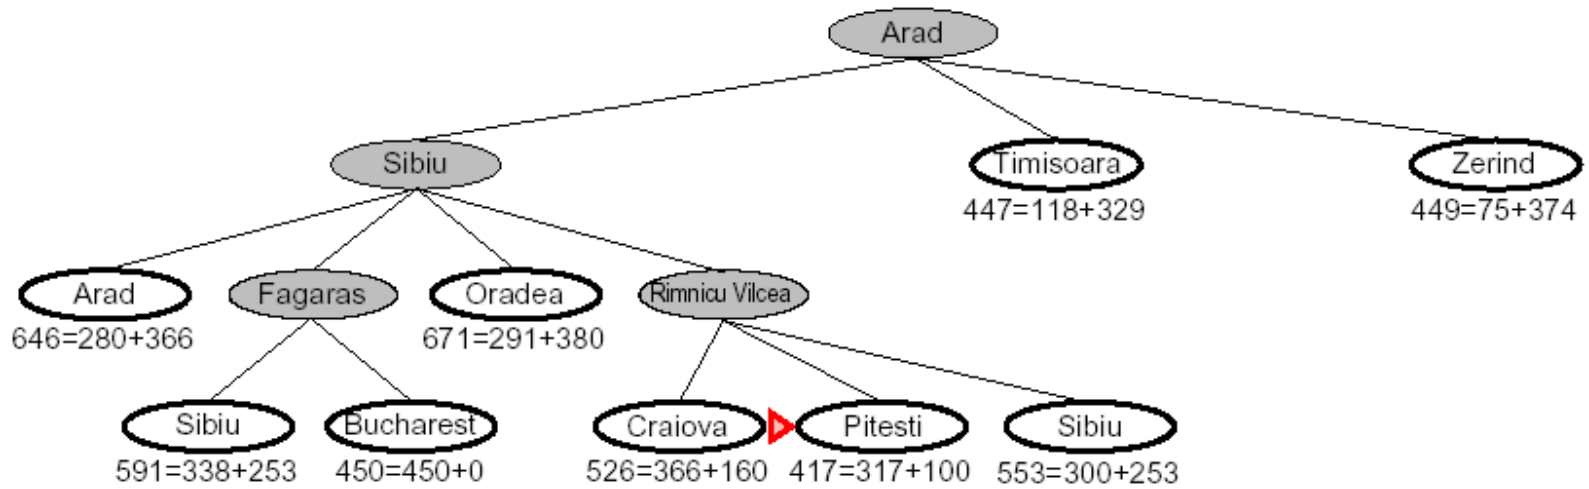 Arad
Sibiu
Timisoara
Zerind
447=118+329
449=75+374
Arad
Fagaras
Oradea
Rimnicu Vilcea
646=280+366
671=291+380
Sibiu
Bucharest
Craiova
Pitesti
Sibiu
591=338+253
450=450+0
526=366+160
417=317+100
553=300+253